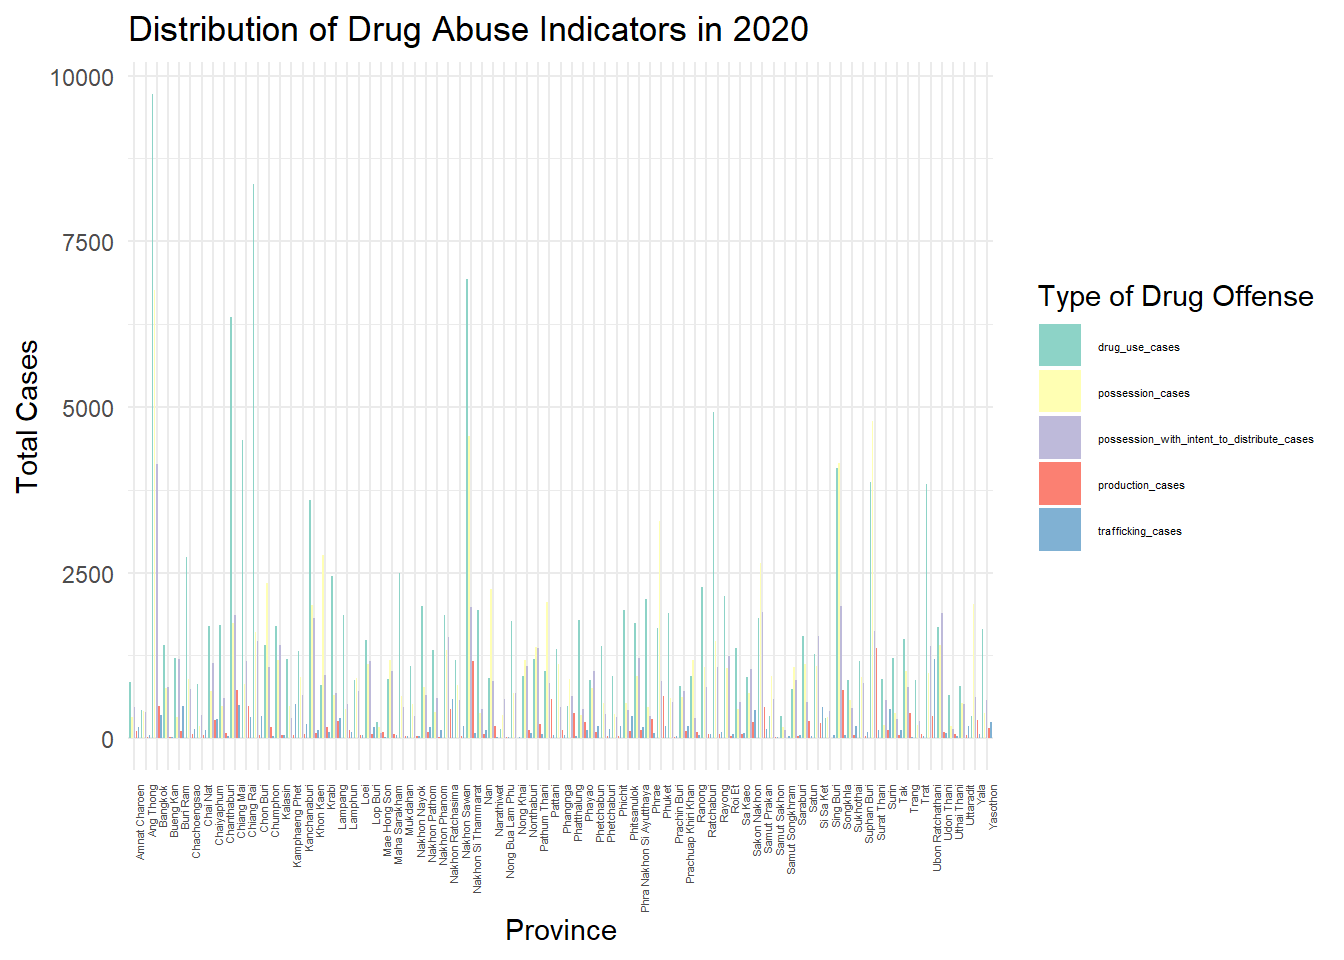 Distribution of Drug Abuse Indicators in 2020
Total Cases
10000
7500
5000
2500
0
Amnat Charoen
Ang Thong
Bangkok
Bueng Kan
Buri Ram
Chachoengsao
Chai Nat
Chaiyaphum
Chanthaburi
Chiang Mai
Chiang Rai
Chon Buri
Chumphon
Kalasin
Kamphaeng Phet
Kanchanaburi
Khon Kaen
Krabi
Lampang
Lamphun
Loei
Lop Buri
Mae Hong Son
Maha Sarakham
Mukdahan
Nakhon Nayok
Nakhon Pathom
Nakhon Phanom
Nakhon Ratchasima
Nakhon Sawan
Nakhon Si Thammarat
Nan
Narathiwat
Nong Bua Lam Phu
Nong Khai
Nonthaburi
Pathum Thani
Pattani
Phangnga
Phatthalung
Phayao
Phetchabun
Phetchaburi
Phichit
Phitsanulok
Phra Nakhon Si Ayutthaya
Phrae
Phuket
Prachin Buri
Prachuap Khiri Khan
Ranong
Ratchaburi
Rayong
Roi Et
Sa Kaeo
Sakon Nakhon
Samut Prakan
Samut Sakhon
Samut Songkhram
Saraburi
Satun
Si Sa Ket
Sing Buri
Songkhla
Sukhothai
Suphan Buri
Surat Thani
Surin
Tak
Trang
Trat
Ubon Ratchathani
Udon Thani
Uthai Thani
Uttaradit
Yala
Yasothon
Province
Type of Drug Offense
drug_use_cases
possession_cases
possession_with_intent_to_distribute_cases
production_cases
trafficking_cases